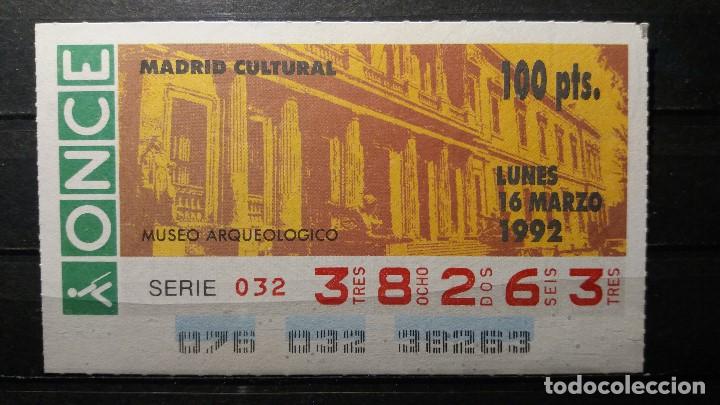 ONCE
MADRID CULTURAL
100 pts.
LUNES
16 MARZO
1992
MUSEO ARQUEOLOGICO
SERIE 032 3 TRES 8 OCHO 2 DOS 6 SEIS 3 TRES
076 032 38263
todocoleccion